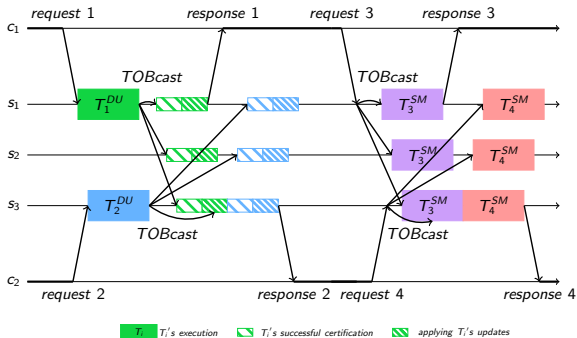 request 1 response 1 request 3 response 3
c₁
TOBcast TOBcast
s₁ T₁ᴰᵁ T₃ˢᴹ T₄ˢᴹ
s₂ T₃ˢᴹ T₄ˢᴹ
s₃ T₂ᴰᵁ T₃ˢᴹ T₄ˢᴹ
TOBcast TOBcast
c₂
request 2 response 2 request 4 response 4
Tᵢ Tᵢ's execution Tᵢ's successful certification applying Tᵢ's updates